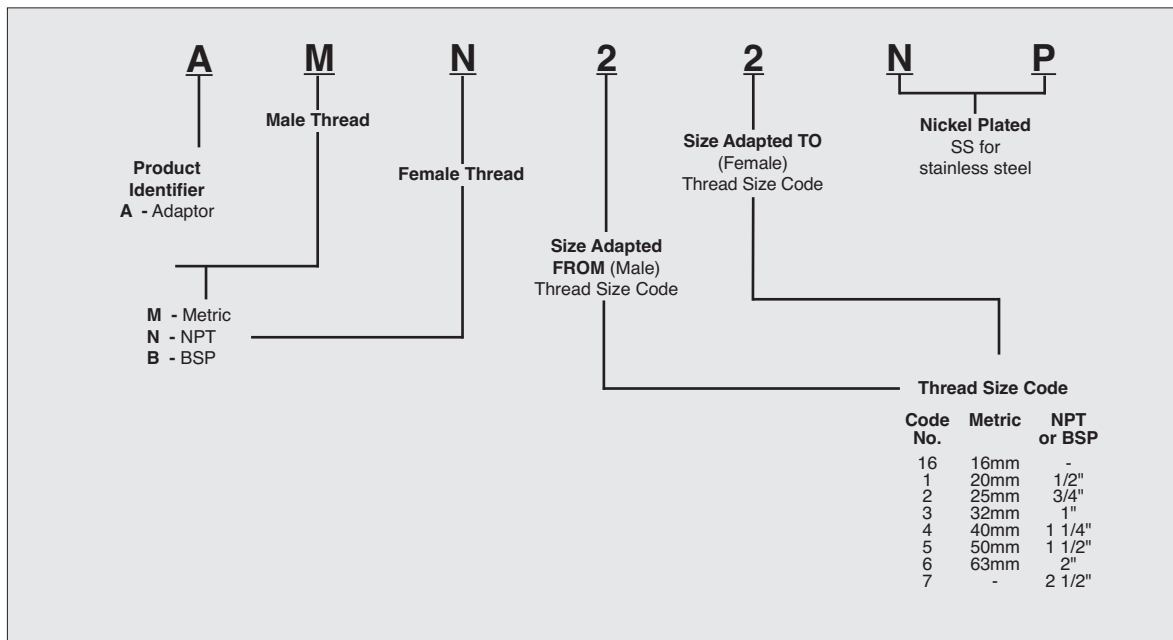 A M N 2 2 N P
Male Thread
Product
Identifier
A - Adaptor
Female Thread
Size Adapted TO
(Female)
Thread Size Code
Nickel Plated
SS for
stainless steel
Size Adapted
FROM (Male)
Thread Size Code
M - Metric
N - NPT
B - BSP
Thread Size Code
Code Metric NPT
No. or BSP
16 16mm -
1 20mm 1/2"
2 25mm 3/4"
3 32mm 1"
4 40mm 1 1/4"
5 50mm 1 1/2"
6 63mm 2"
7 - 2 1/2"